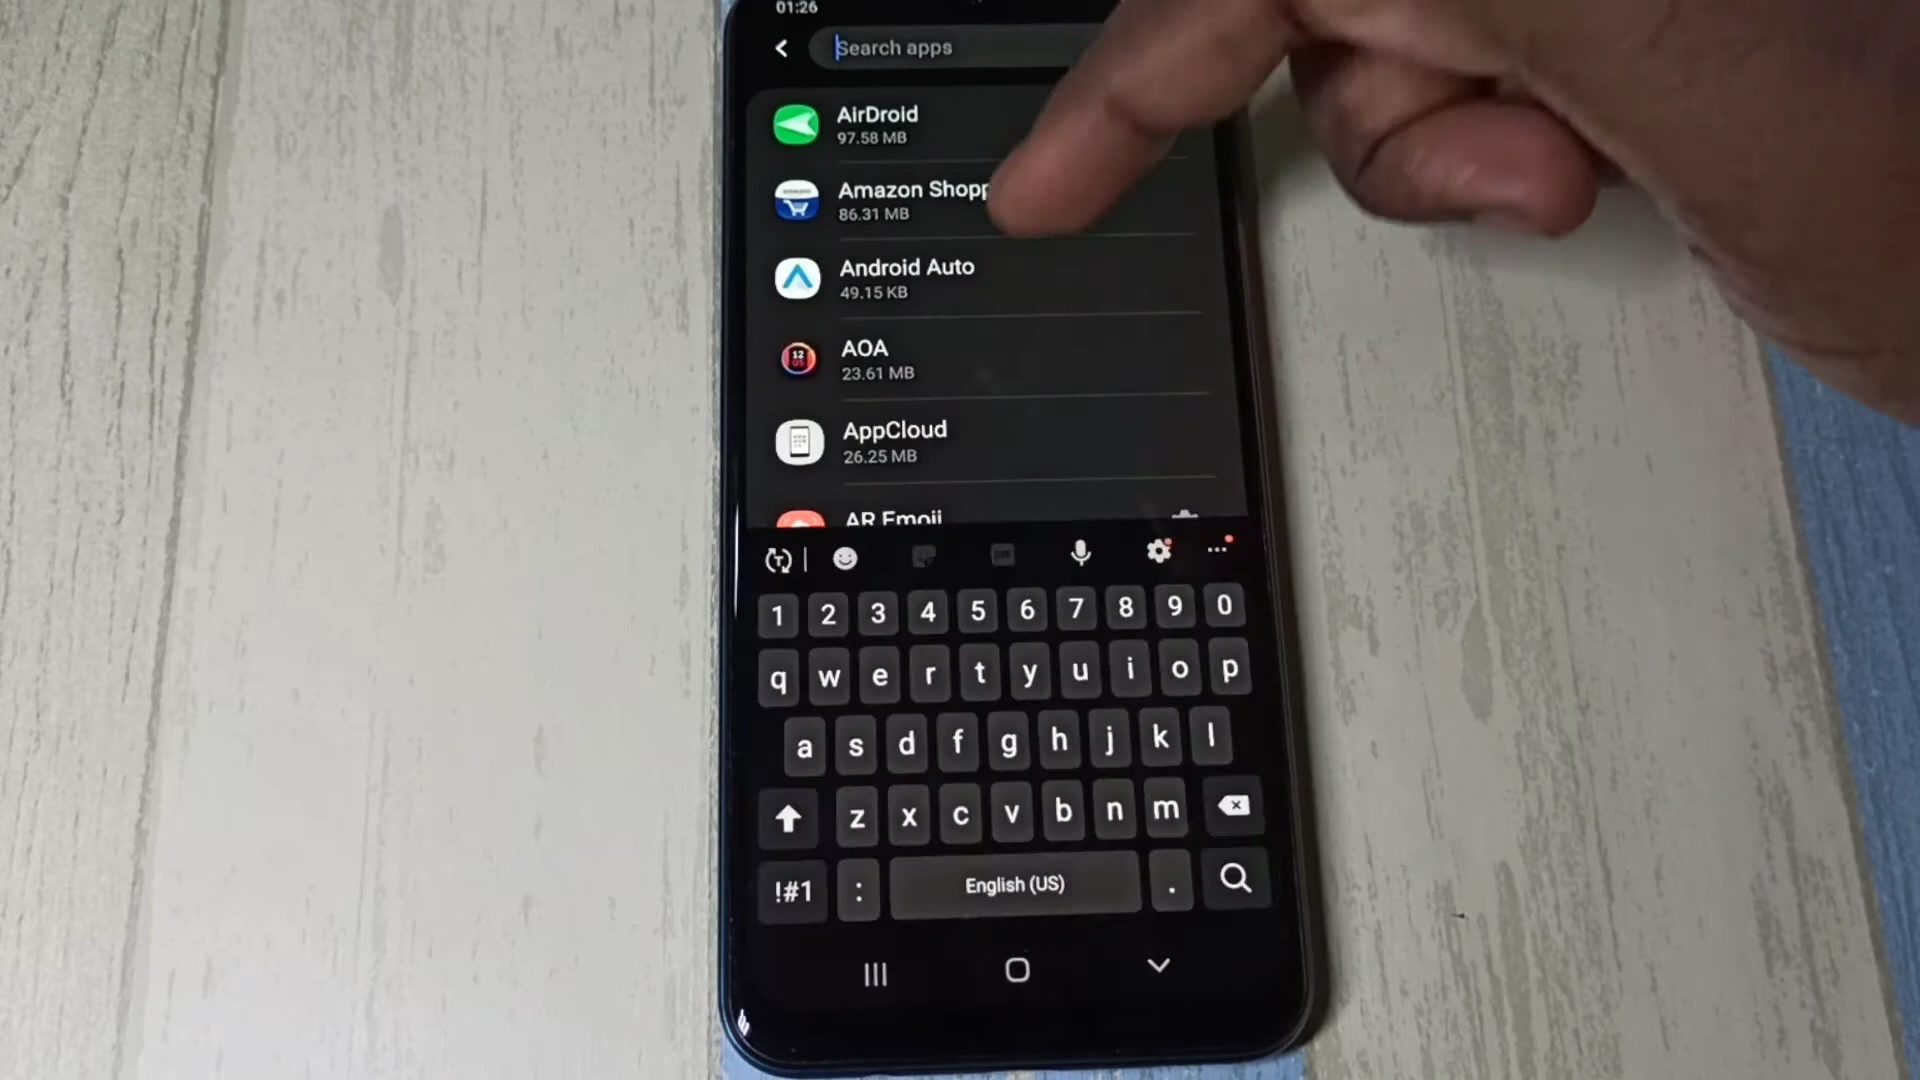 01:26
Search apps
AirDroid
97.58 MB
Amazon Shopp
86.31 MB
Android Auto
49.15 KB
12
AOA
23.61 MB
AppCloud
26.25 MB
AR Emoji
1 2 3 4 5 6 7 8 9 0
q w e r t y u i o p
a s d f g h j k l
z x c v b n m
!#1 : English (US) .